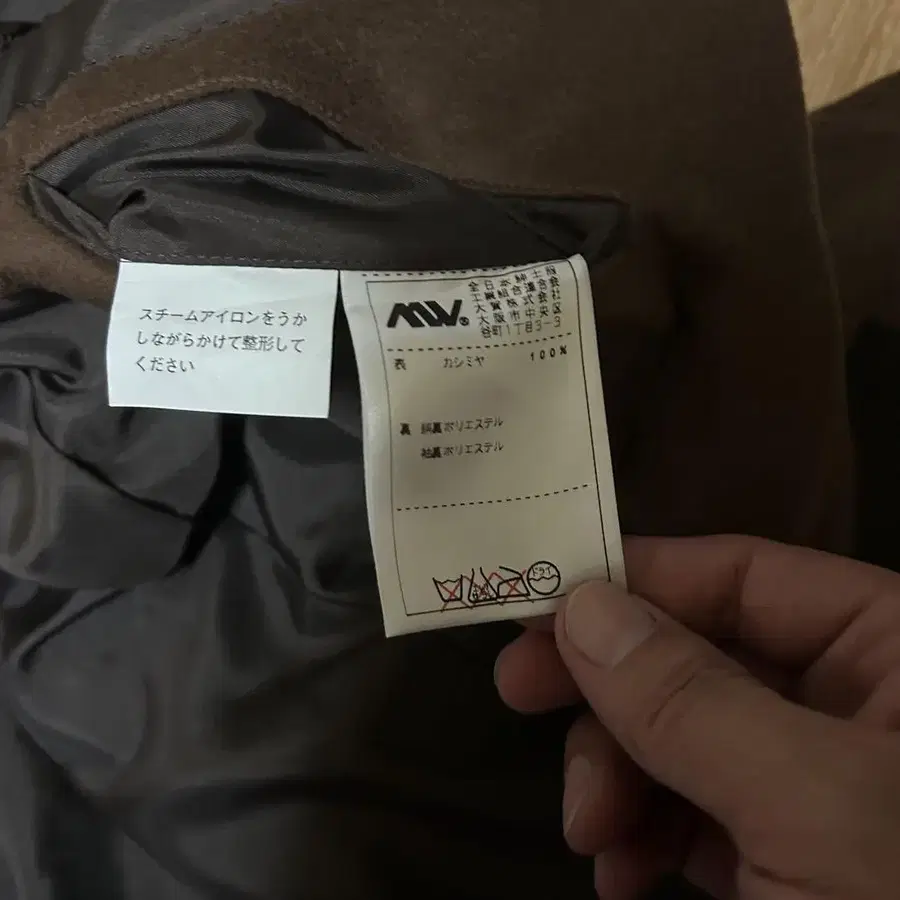 スチームアイロンをうか
しながらかけて整形して
ください
MW®
全日本紳士服
工業組合連合会
大賀株式会社
大阪市中央区
谷町1丁目3-3
表 カシミヤ 100%
裏 胴裏ポリエステル
袖裏ポリエステル
ドライ